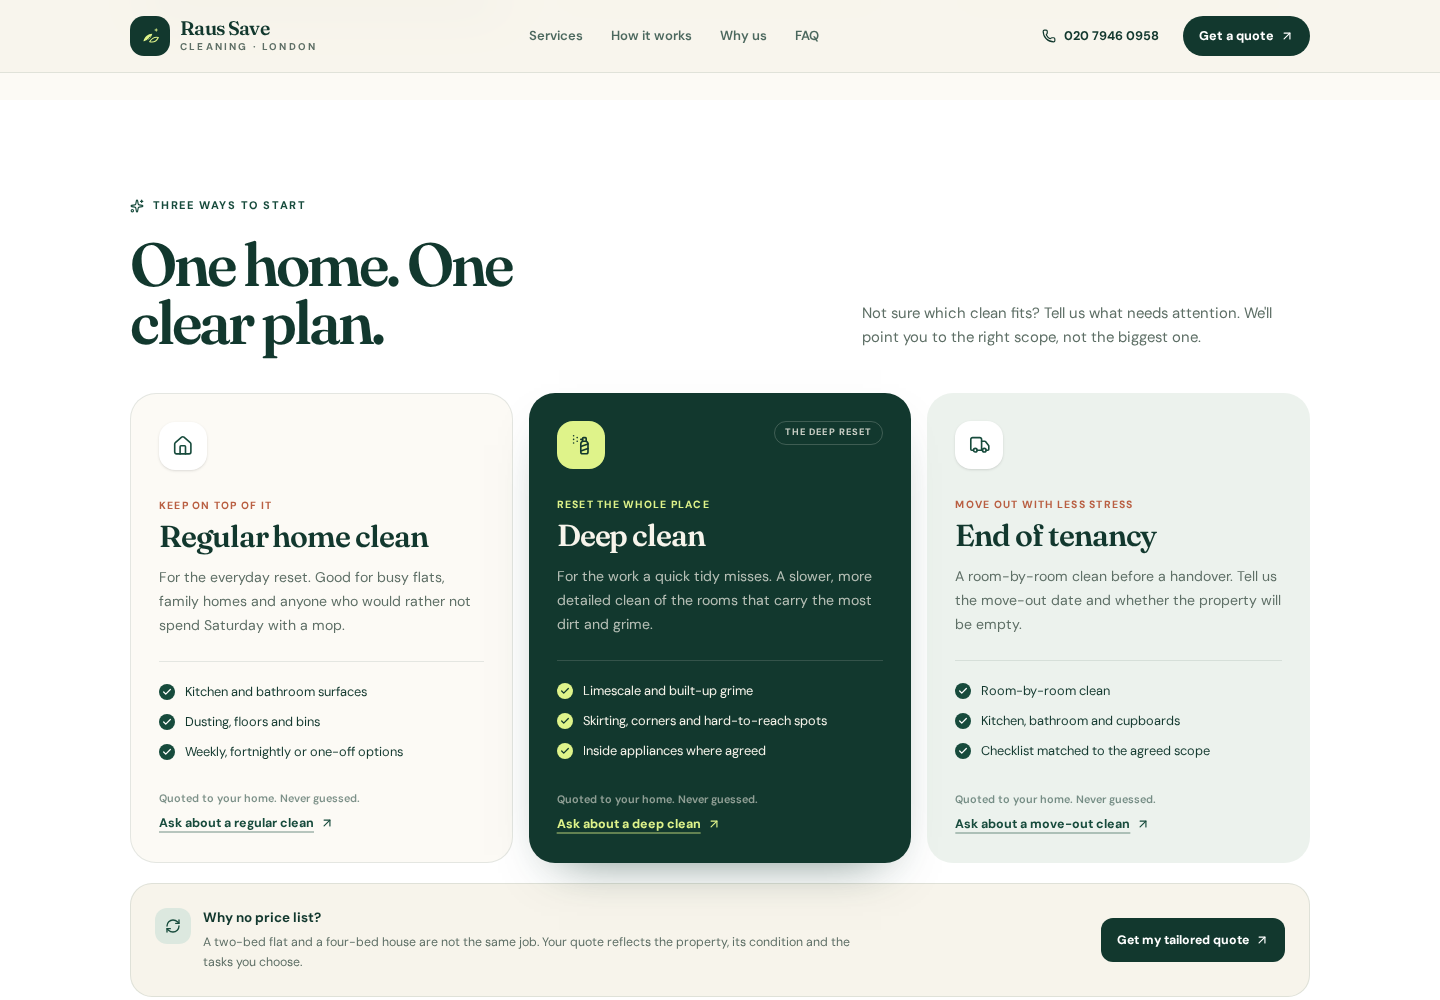 Raus Save
CLEANING · LONDON
Services
How it works
Why us
FAQ
020 7946 0958
Get a quote
THREE WAYS TO START
One home. One
clear plan.
Not sure which clean fits? Tell us what needs attention. We'll
point you to the right scope, not the biggest one.
KEEP ON TOP OF IT
Regular home clean
For the everyday reset. Good for busy flats,
family homes and anyone who would rather not
spend Saturday with a mop.
Kitchen and bathroom surfaces
Dusting, floors and bins
Weekly, fortnightly or one-off options
Quoted to your home. Never guessed.
Ask about a regular clean
THE DEEP RESET
RESET THE WHOLE PLACE
Deep clean
For the work a quick tidy misses. A slower, more
detailed clean of the rooms that carry the most
dirt and grime.
Limescale and built-up grime
Skirting, corners and hard-to-reach spots
Inside appliances where agreed
Quoted to your home. Never guessed.
Ask about a deep clean
MOVE OUT WITH LESS STRESS
End of tenancy
A room-by-room clean before a handover. Tell us
the move-out date and whether the property will
be empty.
Room-by-room clean
Kitchen, bathroom and cupboards
Checklist matched to the agreed scope
Quoted to your home. Never guessed.
Ask about a move-out clean
Why no price list?
A two-bed flat and a four-bed house are not the same job. Your quote reflects the property, its condition and the
tasks you choose.
Get my tailored quote